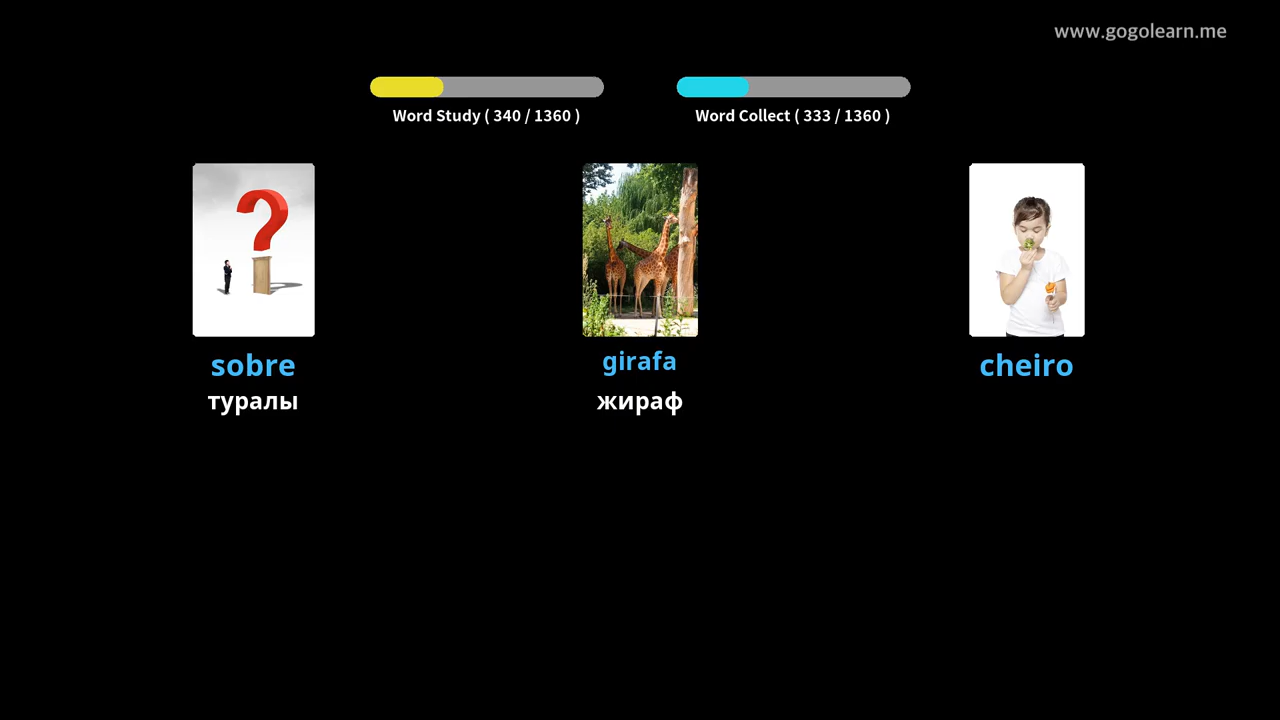 www.gogolearn.me
Word Study ( 340 / 1360 )
Word Collect ( 333 / 1360 )
sobre
girafa
cheiro
туралы
жираф